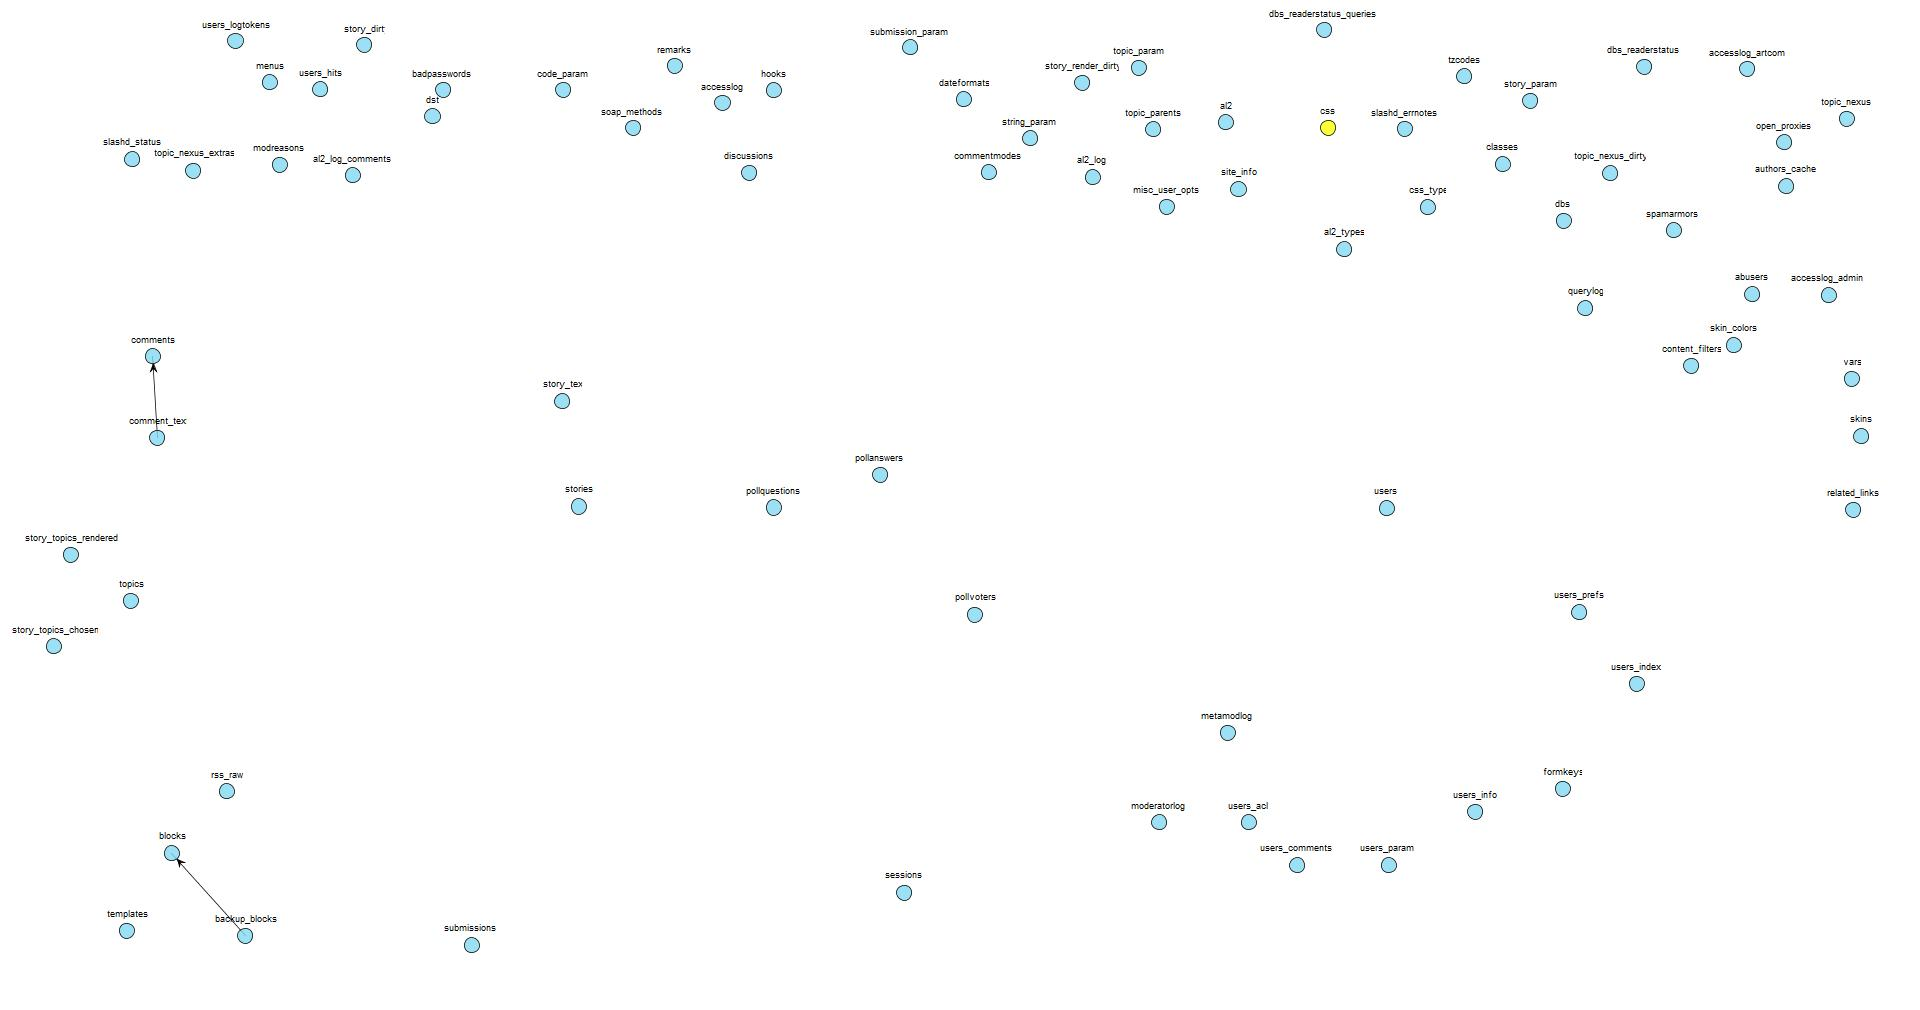 dbs_readerstatus_queries
users_logtokens
story_dirt
submission_param
remarks
topic_param
dbs_readerstatus
accesslog_artcom
tzcodes
menus
users_hits
badpasswords
code_param
hooks
story_render_dirty
dateformats
story_param
accesslog
dst
topic_nexus
al2
soap_methods
css
topic_parents
slashd_errnotes
string_param
open_proxies
slashd_status
topic_nexus_extras
modreasons
al2_log_comments
discussions
commentmodes
al2_log
classes
topic_nexus_dirty
site_info
authors_cache
misc_user_opts
css_type
dbs
spamarmors
al2_types
abusers
accesslog_admin
querylog
skin_colors
comments
content_filters
vars
story_tex
comment_tex
skins
pollanswers
stories
pollquestions
users
related_links
story_topics_rendered
topics
pollvoters
users_prefs
story_topics_chosen
users_index
metamodlog
rss_raw
formkeys
users_info
moderatorlog
users_acl
blocks
users_comments
users_param
sessions
templates
backup_blocks
submissions